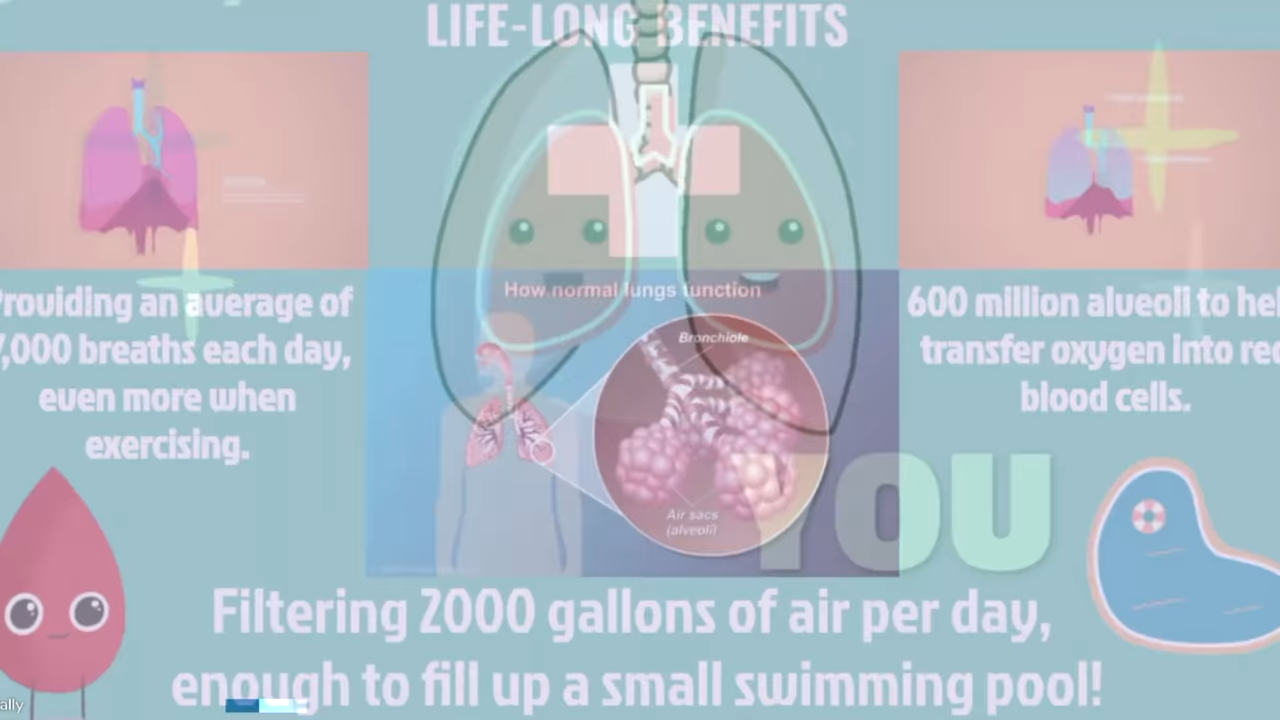 LIFE-LONG BENEFITS
Providing an average of
7,000 breaths each day,
even more when
exercising.
How normal lungs function
Bronchiole
Air sacs
(alveoli)
600 million alveoli to hel
transfer oxygen into red
blood cells.
YOU
Filtering 2000 gallons of air per day,
enough to fill up a small swimming pool!
ally